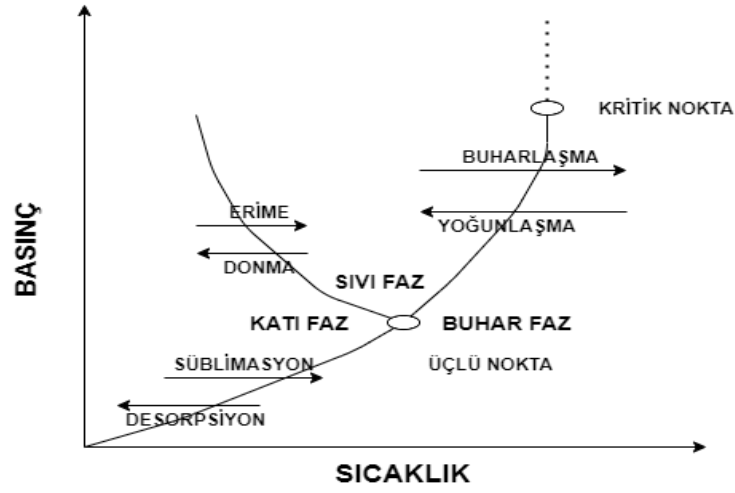 KRİTİK NOKTA
BUHARLAŞMA
ERİME
YOĞUNLAŞMA
DONMA
SIVI FAZ
BASINÇ
KATI FAZ
BUHAR FAZ
SÜBLİMASYON
ÜÇLÜ NOKTA
DESORPSİYON
SICAKLIK